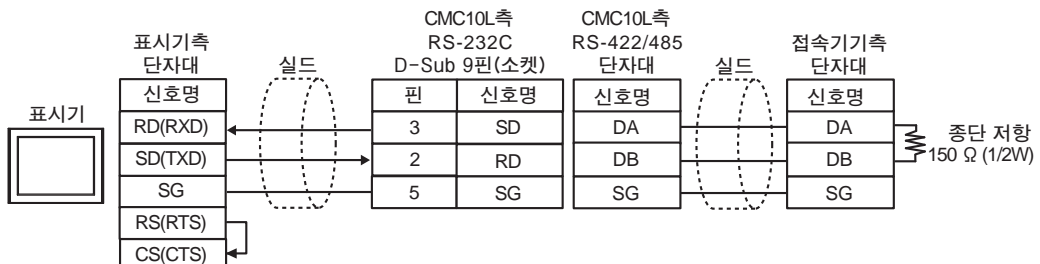 CMC10L측 CMC10L측
표시기측 RS-232C RS-422/485 접속기기측
단자대 실드 D-Sub 9핀(소켓) 단자대 실드 단자대
신호명 핀 신호명 신호명 신호명
표시기 RD(RXD) 3 SD DA DA 종단 저항
SD(TXD) 2 RD DB DB 150 Ω (1/2W)
SG 5 SG SG SG
RS(RTS)
CS(CTS)